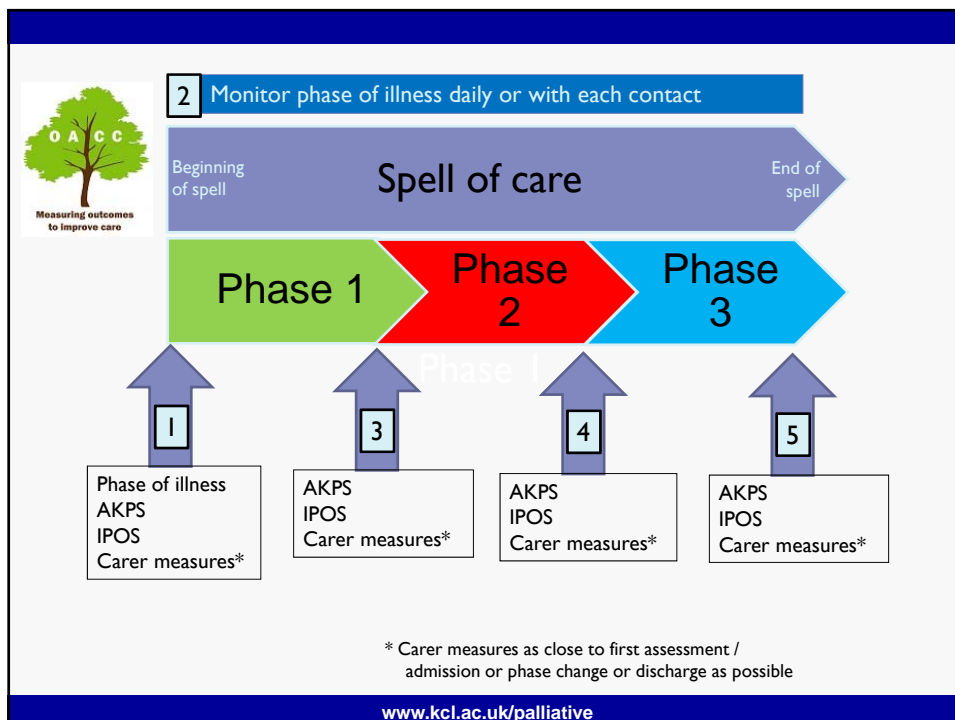 O A C C
Measuring outcomes
to improve care
2 Monitor phase of illness daily or with each contact
Beginning
of spell
Spell of care
End of
spell
Phase 1
Phase
2
Phase
3
Phase 1
1
3
4
5
Phase of illness
AKPS
IPOS
Carer measures*
AKPS
IPOS
Carer measures*
AKPS
IPOS
Carer measures*
AKPS
IPOS
Carer measures*
* Carer measures as close to first assessment /
admission or phase change or discharge as possible
www.kcl.ac.uk/palliative